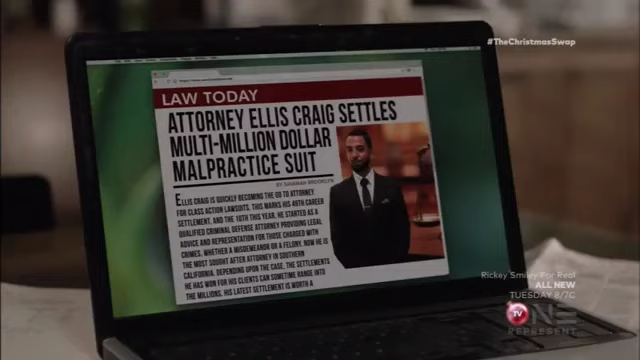 #TheChristmasSwap
LAW TODAY
ATTORNEY ELLIS CRAIG SETTLES
MULTI-MILLION DOLLAR
MALPRACTICE SUIT
BY SAVANAH BROOKLYN
ELLIS CRAIG IS QUICKLY BECOMING THE GO TO ATTORNEY
FOR CLASS ACTION LAWSUITS. THIS MARKS HIS 49TH CAREER
SETTLEMENT, AND THE 10TH THIS YEAR. HE STARTED AS A
QUALIFIED CRIMINAL DEFENSE ATTORNEY PROVIDING LEGAL
ADVICE AND REPRESENTATION FOR THOSE CHARGED WITH
CRIMES. WHETHER A MISDEMEANOR OR A FELONY, NOW HE IS
THE MOST SOUGHT AFTER ATTORNEY IN SOUTHERN
CALIFORNIA. DEPENDING UPON THE CASE, THE SETTLEMENTS
HE HAS WON FOR HIS CLIENTS CAN SOMETIME RANGE INTO
THE MILLIONS. HIS LATEST SETTLEMENT IS WORTH A
Rickey Smiley For Real
ALL NEW
TUESDAY 8/7C
TV ONE
REPRESENT.